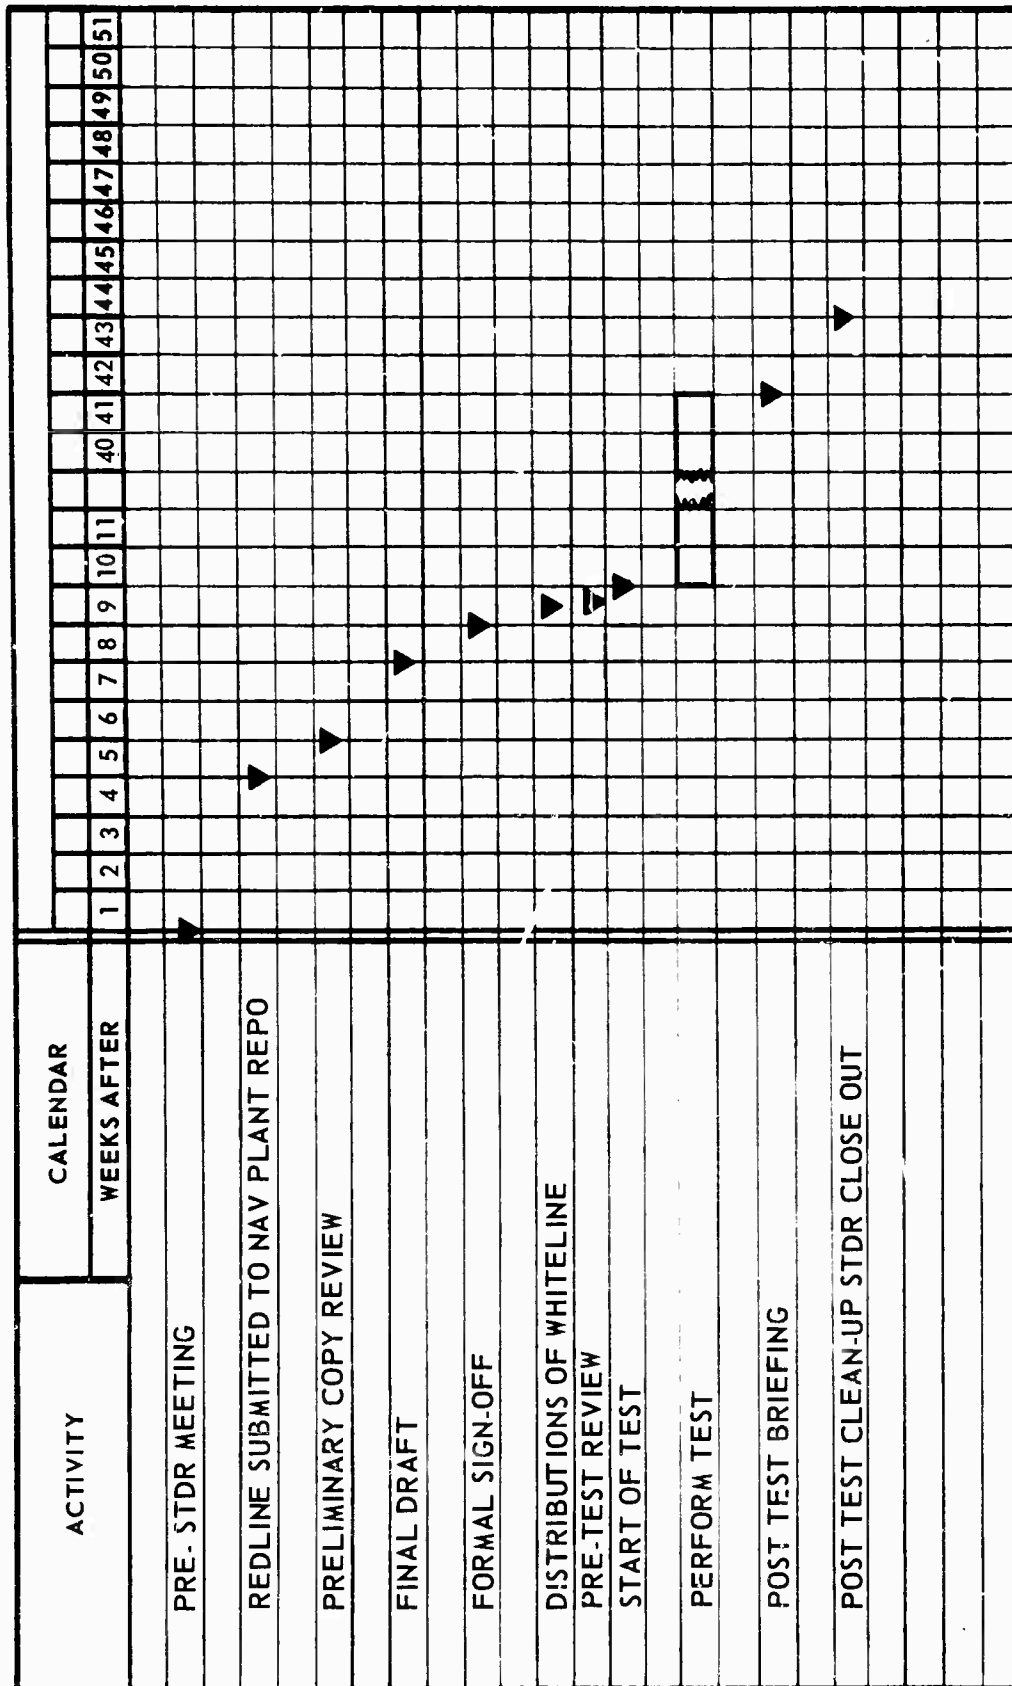 ACTIVITY
CALENDAR
WEEKS AFTER
1 2 3 4 5 6 7 8 9 10 11 40 41 42 43 44 45 46 47 48 49 50 51
PRE- STDR MEETING
REDLINE SUBMITTED TO NAV PLANT REPO
PRELIMINARY COPY REVIEW
FINAL DRAFT
FORMAL SIGN-OFF
DISTRIBUTIONS OF WHITELINE
PRE-TEST REVIEW
START OF TEST
PERFORM TEST
POST TEST BRIEFING
POST TEST CLEAN-UP STDR CLOSE OUT